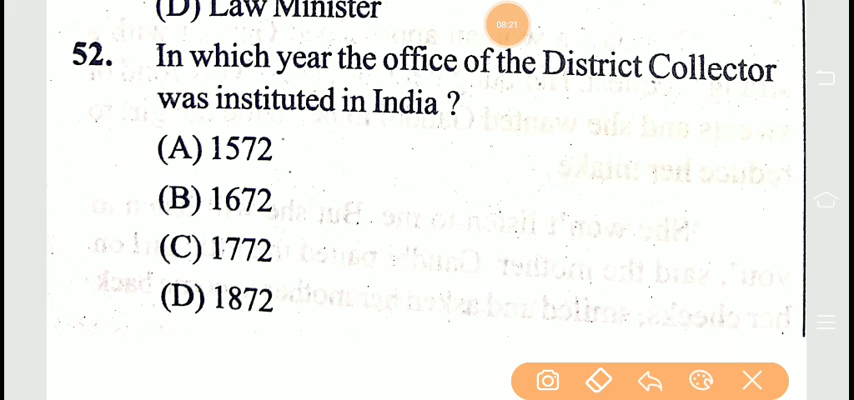 (D) Law Minister
08:21
52. In which year the office of the District Collector
was instituted in India ?
(A) 1572
(B) 1672
(C) 1772
(D) 1872